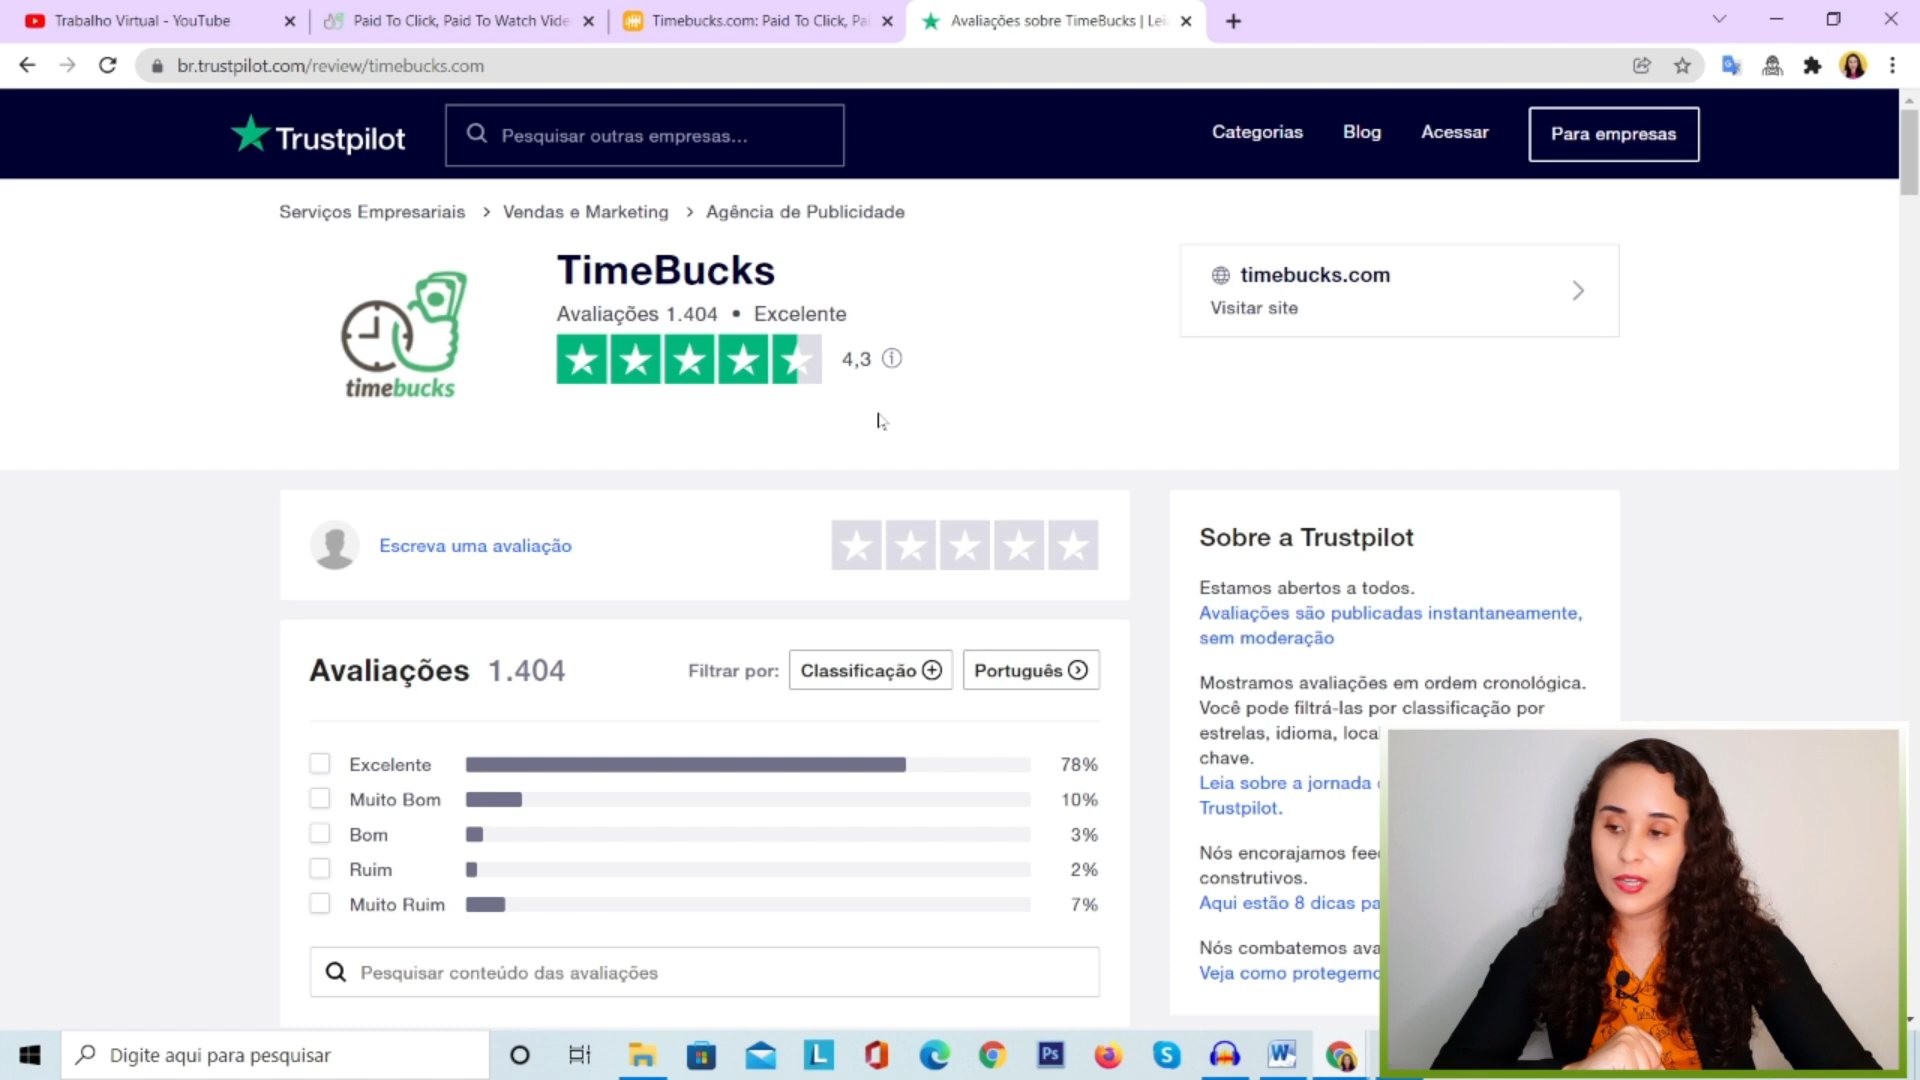 Trabalho Virtual - YouTube
Paid To Click, Paid To Watch Vide
Timebucks.com: Paid To Click, Pai
Avaliações sobre TimeBucks | Lei
br.trustpilot.com/review/timebucks.com
Trustpilot
Pesquisar outras empresas...
Categorias
Blog
Acessar
Para empresas
Serviços Empresariais > Vendas e Marketing > Agência de Publicidade
timebucks
TimeBucks
Avaliações 1.404 • Excelente
4,3
timebucks.com
Visitar site
Escreva uma avaliação
Avaliações 1.404
Filtrar por:
Classificação
Português
Excelente 78%
Muito Bom 10%
Bom 3%
Ruim 2%
Muito Ruim 7%
Pesquisar conteúdo das avaliações
Sobre a Trustpilot
Estamos abertos a todos.
Avaliações são publicadas instantaneamente,
sem moderação
Mostramos avaliações em ordem cronológica.
Você pode filtrá-las por classificação por
estrelas, idioma, loca
chave.
Leia sobre a jornada
Trustpilot.
Nós encorajamos fee
construtivos.
Aqui estão 8 dicas pa
Nós combatemos ava
Veja como protegemo
Digite aqui para pesquisar
L
Ps
S
W